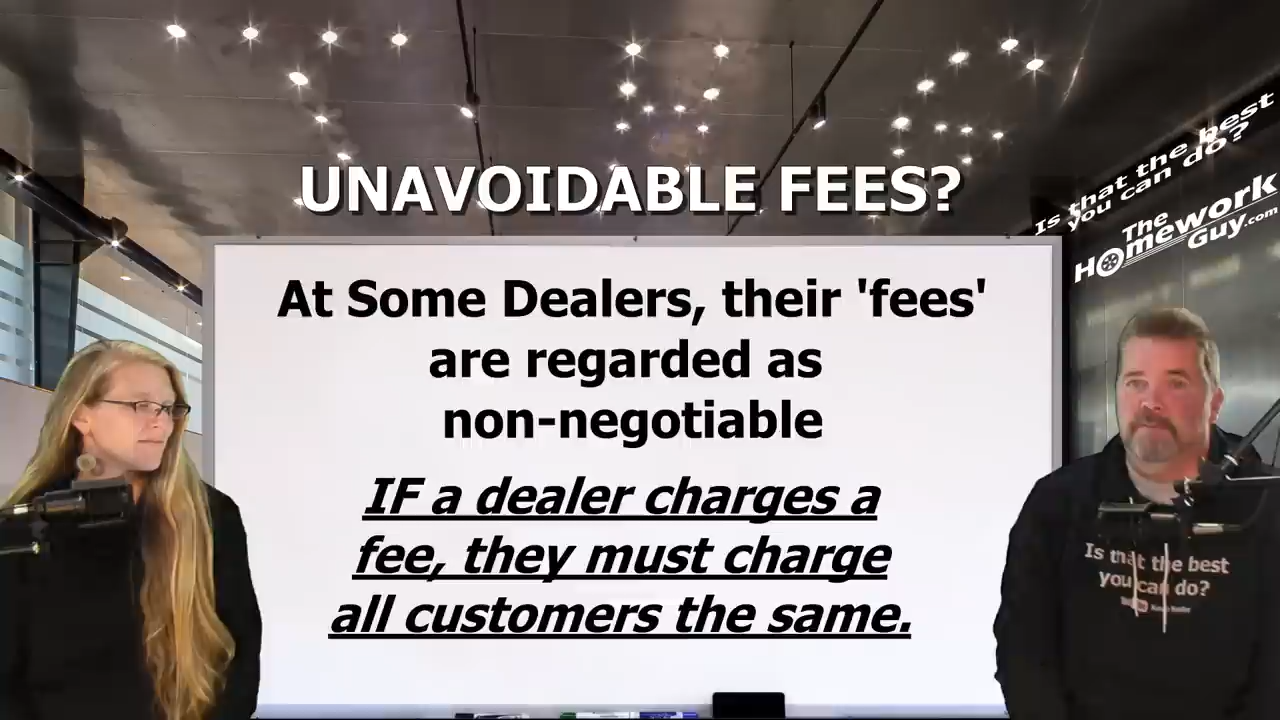 UNAVOIDABLE FEES?
At Some Dealers, their 'fees'
are regarded as
non-negotiable
IF a dealer charges a
fee, they must charge
all customers the same.
Is that the best
you can do?
The
Homework
Guy.com
Is that the best
you can do?